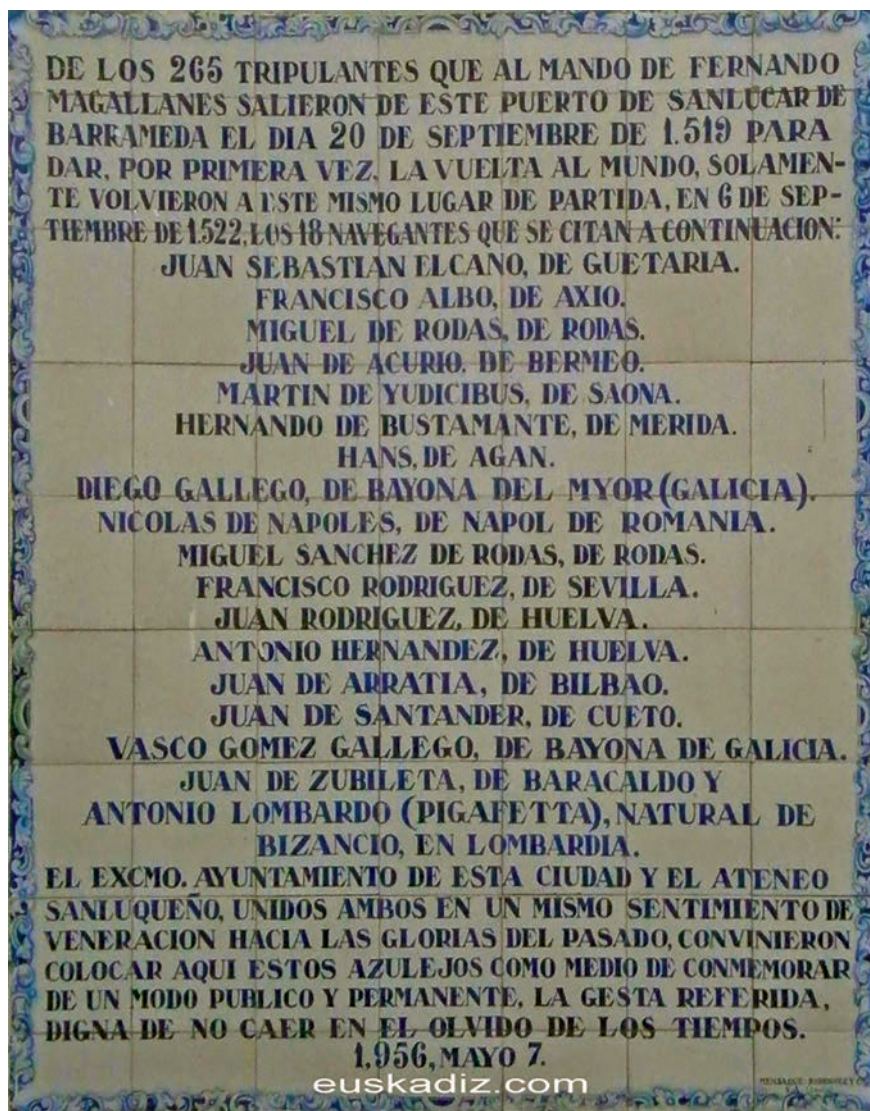 DE LOS 265 TRIPULANTES QUE AL MANDO DE FERNANDO
MAGALLANES SALIERON DE ESTE PUERTO DE SANLUCAR DE
BARRAMEDA EL DIA 20 DE SEPTIEMBRE DE 1.519 PARA
DAR, POR PRIMERA VEZ, LA VUELTA AL MUNDO, SOLAMEN-
TE VOLVIERON A ESTE MISMO LUGAR DE PARTIDA, EN 6 DE SEP-
TIEMBRE DE 1.522, LOS 18 NAVEGANTES QUE SE CITAN A CONTINUACION:
JUAN SEBASTIAN ELCANO, DE GUETARIA.
FRANCISCO ALBO, DE AXIO.
MIGUEL DE RODAS, DE RODAS.
JUAN DE ACURIO, DE BERMEO.
MARTIN DE YUDICIBUS, DE SAONA.
HERNANDO DE BUSTAMANTE, DE MERIDA.
HANS, DE AGAN.
DIEGO GALLEGO, DE BAYONA DEL MYOR (GALICIA).
NICOLAS DE NAPOLES, DE NAPOL DE ROMANIA.
MIGUEL SANCHEZ DE RODAS, DE RODAS.
FRANCISCO RODRIGUEZ, DE SEVILLA.
JUAN RODRIGUEZ, DE HUELVA.
ANTONIO HERNANDEZ, DE HUELVA.
JUAN DE ARRATIA, DE BILBAO.
JUAN DE SANTANDER, DE CUETO.
VASCO GOMEZ GALLEGO, DE BAYONA DE GALICIA.
JUAN DE ZUBILETA, DE BARACALDO Y
ANTONIO LOMBARDO (PIGAFETTA), NATURAL DE
BIZANCIO, EN LOMBARDIA.
EL EXCMO. AYUNTAMIENTO DE ESTA CIUDAD Y EL ATENEO
SANLUQUEÑO, UNIDOS AMBOS EN UN MISMO SENTIMIENTO DE
VENERACION HACIA LAS GLORIAS DEL PASADO, CONVINIERON
COLOCAR AQUI ESTOS AZULEJOS COMO MEDIO DE CONMEMORAR
DE UN MODO PUBLICO Y PERMANENTE, LA GESTA REFERIDA,
DIGNA DE NO CAER EN EL OLVIDO DE LOS TIEMPOS.
1,956, MAYO 7.
euskadiz.com